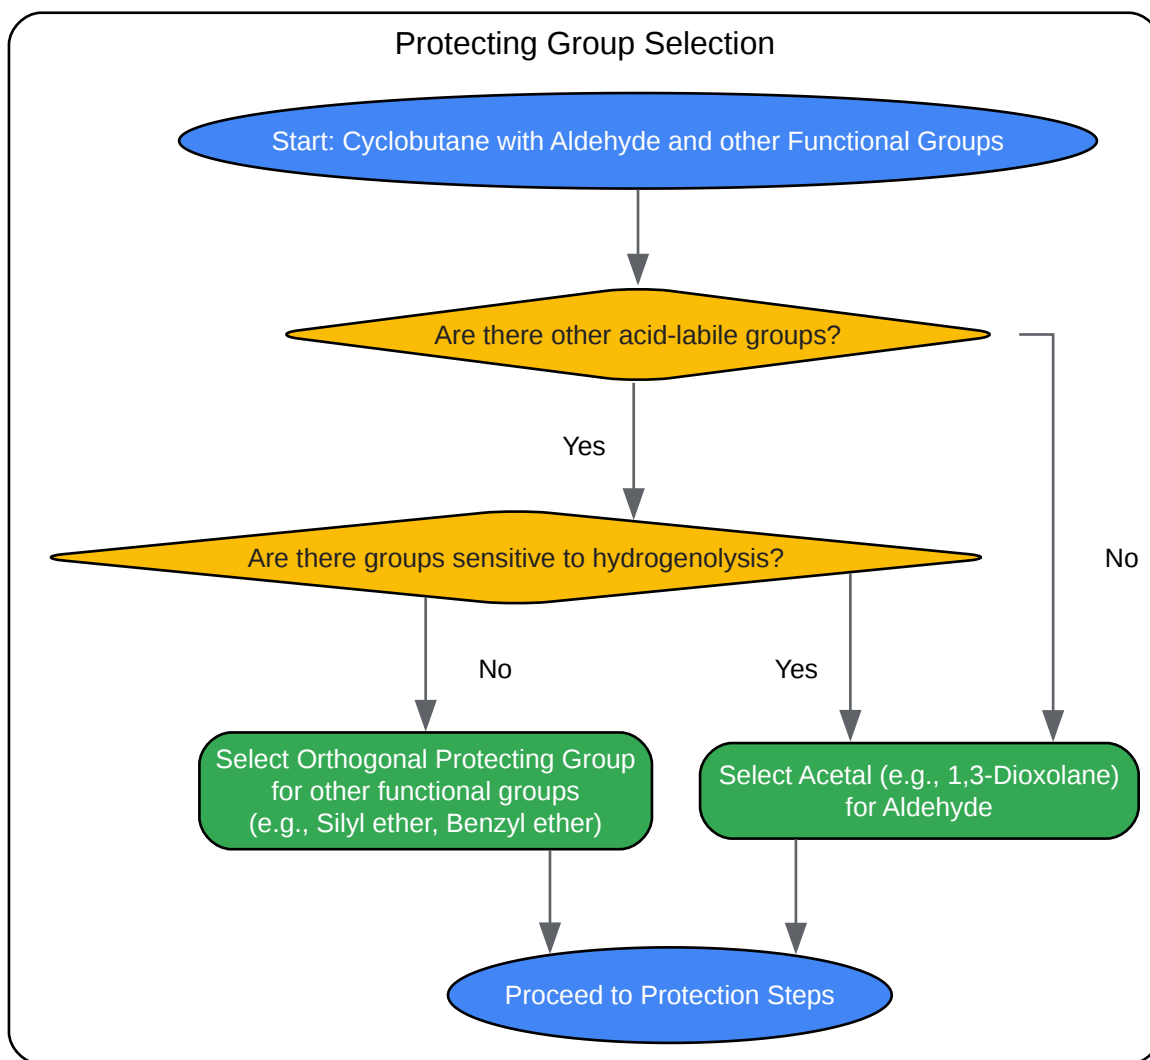 Protecting Group Selection
Start: Cyclobutane with Aldehyde and other Functional Groups
Are there other acid-labile groups?
Yes
No
Are there groups sensitive to hydrogenolysis?
No
Yes
Select Orthogonal Protecting Group
for other functional groups
(e.g., Silyl ether, Benzyl ether)
Select Acetal (e.g., 1,3-Dioxolane)
for Aldehyde
Proceed to Protection Steps